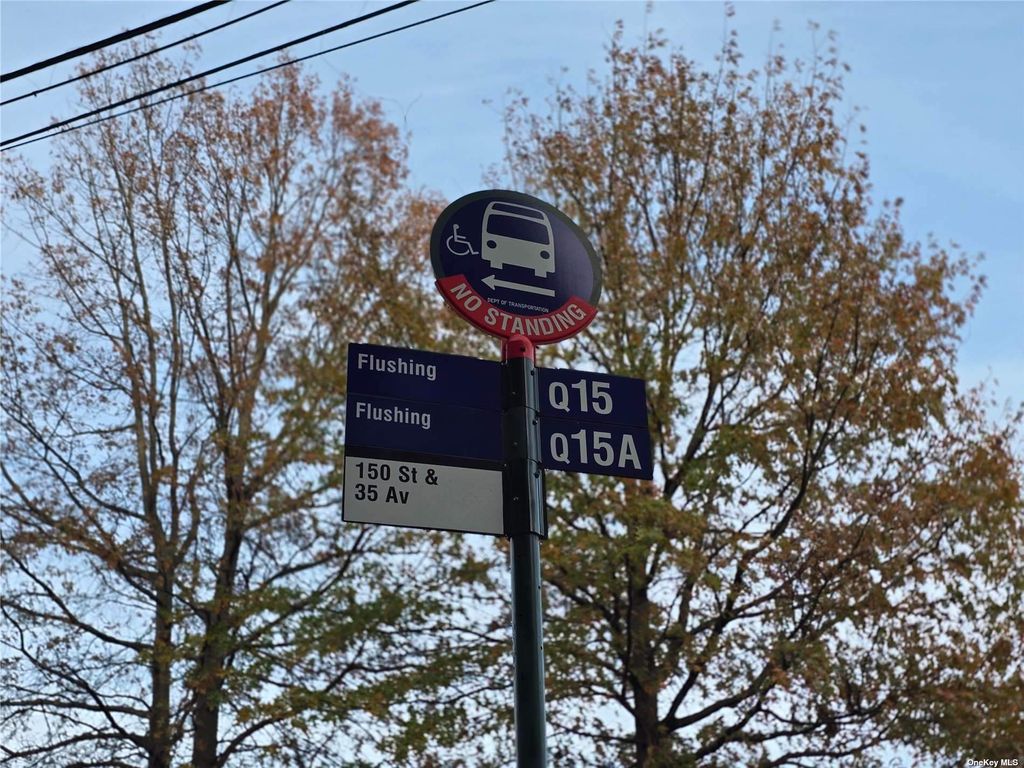 DEPT OF TRANSPORTATION
NO STANDING
Flushing
Q15
Flushing
Q15A
150 St &
35 Av
OneKey MLS